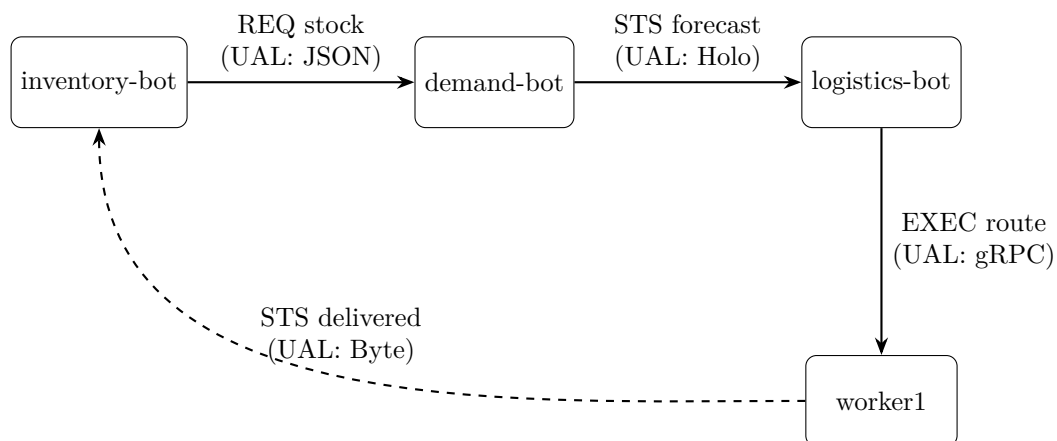 REQ stock
(UAL: JSON)
STS forecast
(UAL: Holo)
inventory-bot
demand-bot
logistics-bot
EXEC route
(UAL: gRPC)
STS delivered
(UAL: Byte)
worker1